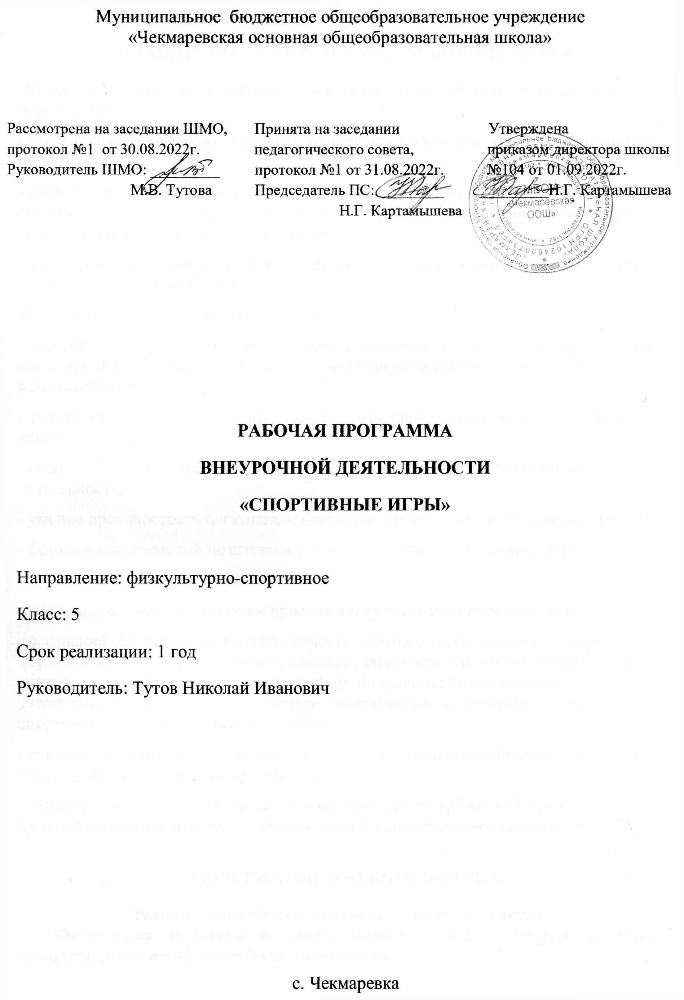 Муниципальное бюджетное общеобразовательное учреждение
«Чекмаревская основная общеобразовательная школа»
Рассмотрена на заседании ШМО,
протокол №1 от 30.08.2022г.
Руководитель ШМО:
М.В. Тутова
Принята на заседании
педагогического совета,
протокол №1 от 31.08.2022г.
Председатель ПС:
Н.Г. Картамышева
Утверждена
приказом директора школы
№104 от 01.09.2022г.
Н.Г. Картамышева
МБОУ
«Чекмаревская
ООШ»
РАБОЧАЯ ПРОГРАММА
ВНЕУРОЧНОЙ ДЕЯТЕЛЬНОСТИ
«СПОРТИВНЫЕ ИГРЫ»
Направление: физкультурно-спортивное
Класс: 5
Срок реализации: 1 год
Руководитель: Тутов Николай Иванович
с. Чекмаревка